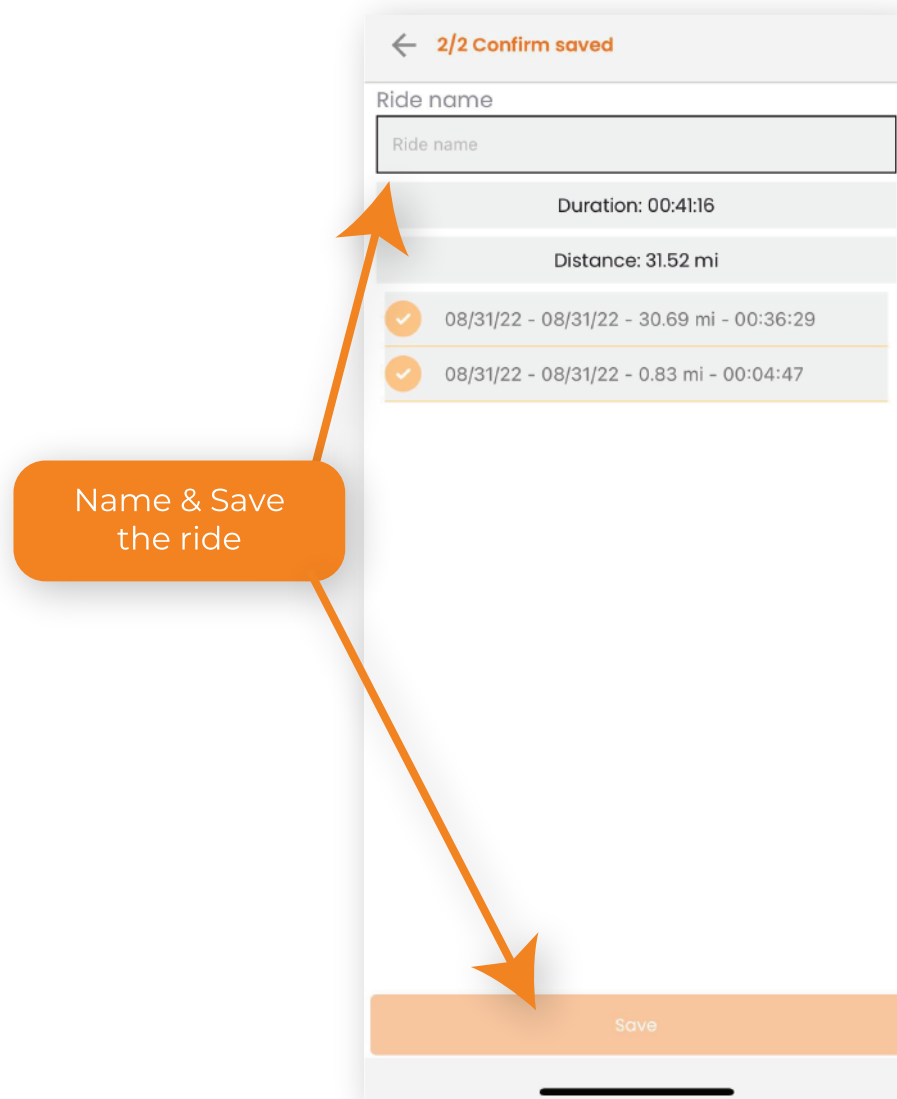 2/2 Confirm saved
Ride name
Ride name
Duration: 00:41:16
Distance: 31.52 mi
08/31/22 - 08/31/22 - 30.69 mi - 00:36:29
08/31/22 - 08/31/22 - 0.83 mi - 00:04:47
Name & Save
the ride
Save